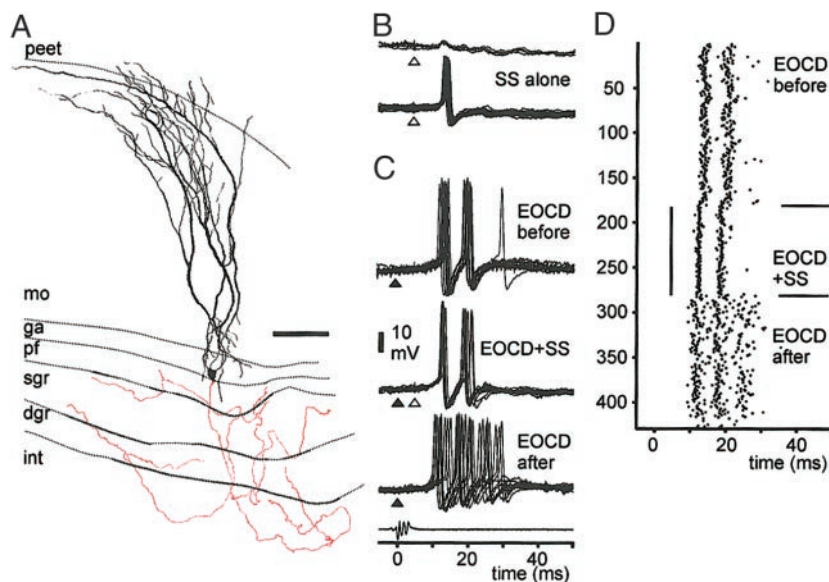 A
peet
mo
ga
pf
sgr
dgr
int
B
SS alone
C
EOCD
before
10
mV
EOCD+SS
EOCD
after
0 20 40
time (ms)
D
EOCD
before
50
100
150
200
250
300
350
400
EOCD
+SS
EOCD
after
0 20 40
time (ms)